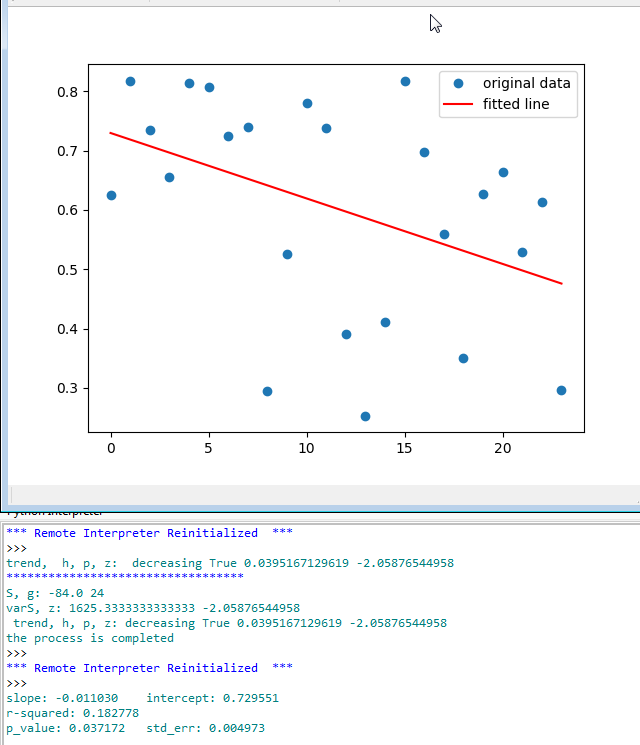 original data
fitted line
0.8
0.7
0.6
0.5
0.4
0.3
0 5 10 15 20
Python Interpreter
*** Remote Interpreter Reinitialized ***
>>>
trend, h, p, z: decreasing True 0.0395167129619 -2.05876544958
**********************************
S, g: -84.0 24
varS, z: 1625.3333333333333 -2.05876544958
trend, h, p, z: decreasing True 0.0395167129619 -2.05876544958
the process is completed
>>>
*** Remote Interpreter Reinitialized ***
>>>
slope: -0.011030 intercept: 0.729551
r-squared: 0.182778
p_value: 0.037172 std_err: 0.004973